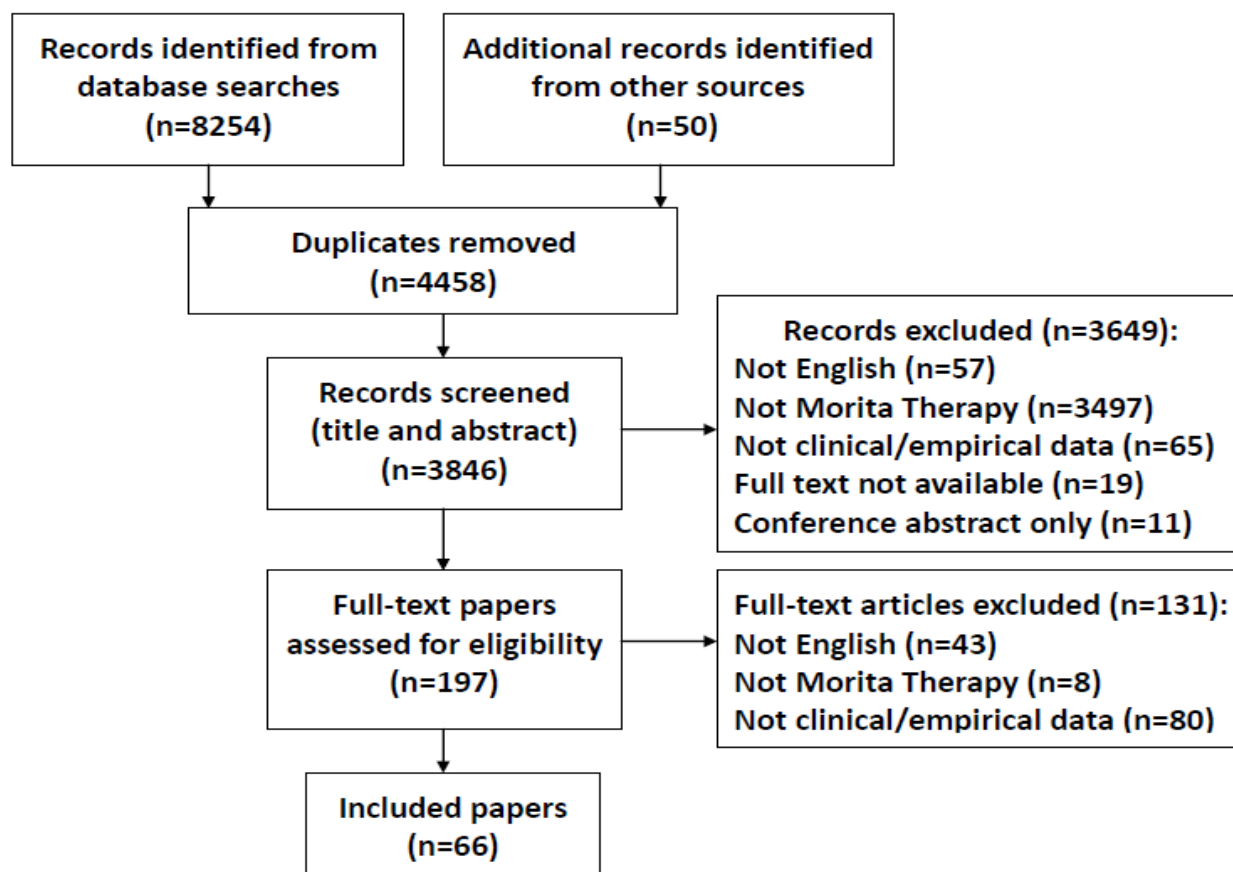 Records identified from
database searches
(n=8254)
Additional records identified
from other sources
(n=50)
Duplicates removed
(n=4458)
Records screened
(title and abstract)
(n=3846)
Records excluded (n=3649):
Not English (n=57)
Not Morita Therapy (n=3497)
Not clinical/empirical data (n=65)
Full text not available (n=19)
Conference abstract only (n=11)
Full-text papers
assessed for eligibility
(n=197)
Full-text articles excluded (n=131):
Not English (n=43)
Not Morita Therapy (n=8)
Not clinical/empirical data (n=80)
Included papers
(n=66)